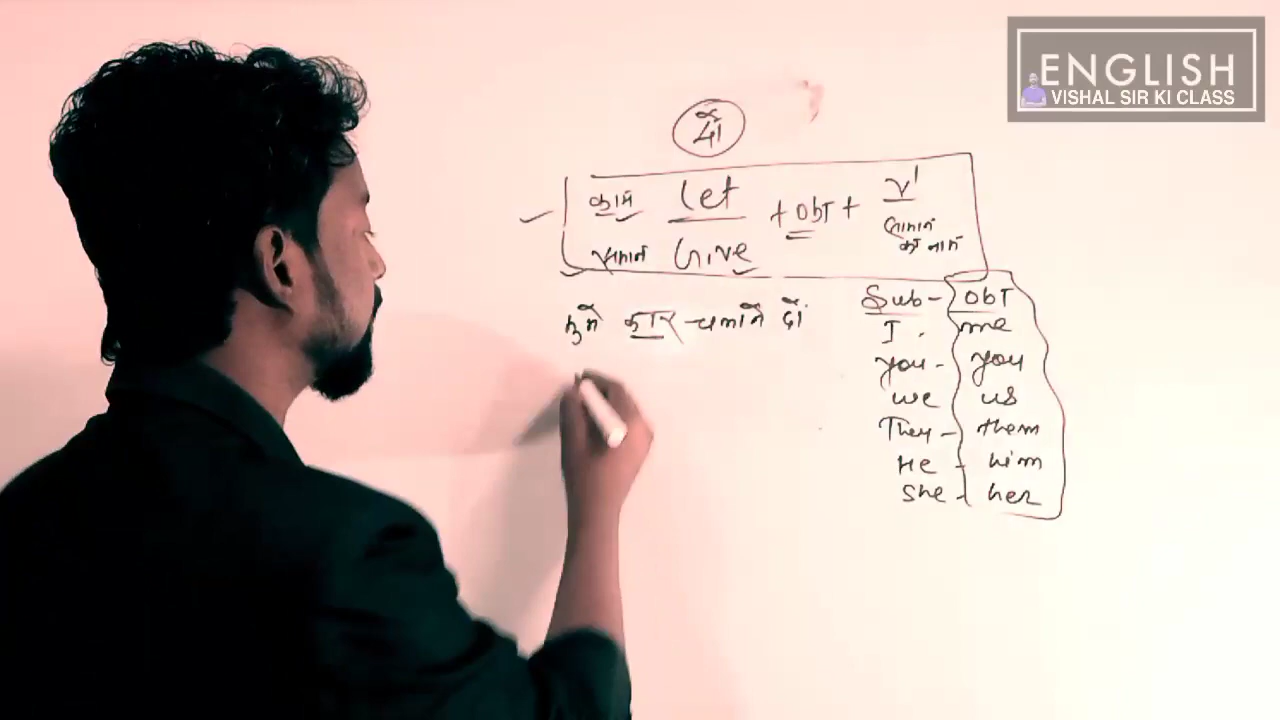 ENGLISH
VISHAL SIR KI CLASS
दो
काम Let + obJ + V1
सामान Give सामान का नाम
मुझे कार चलाने दो
Sub - obJ
I - me
you - you
we us
They - them
He - him
She - her